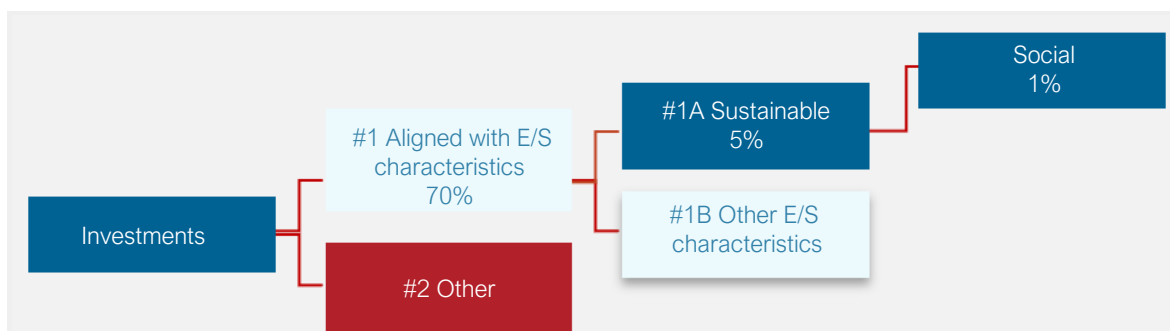 Investments
#1 Aligned with E/S
characteristics
70%
#2 Other
#1A Sustainable
5%
#1B Other E/S
characteristics
Social
1%